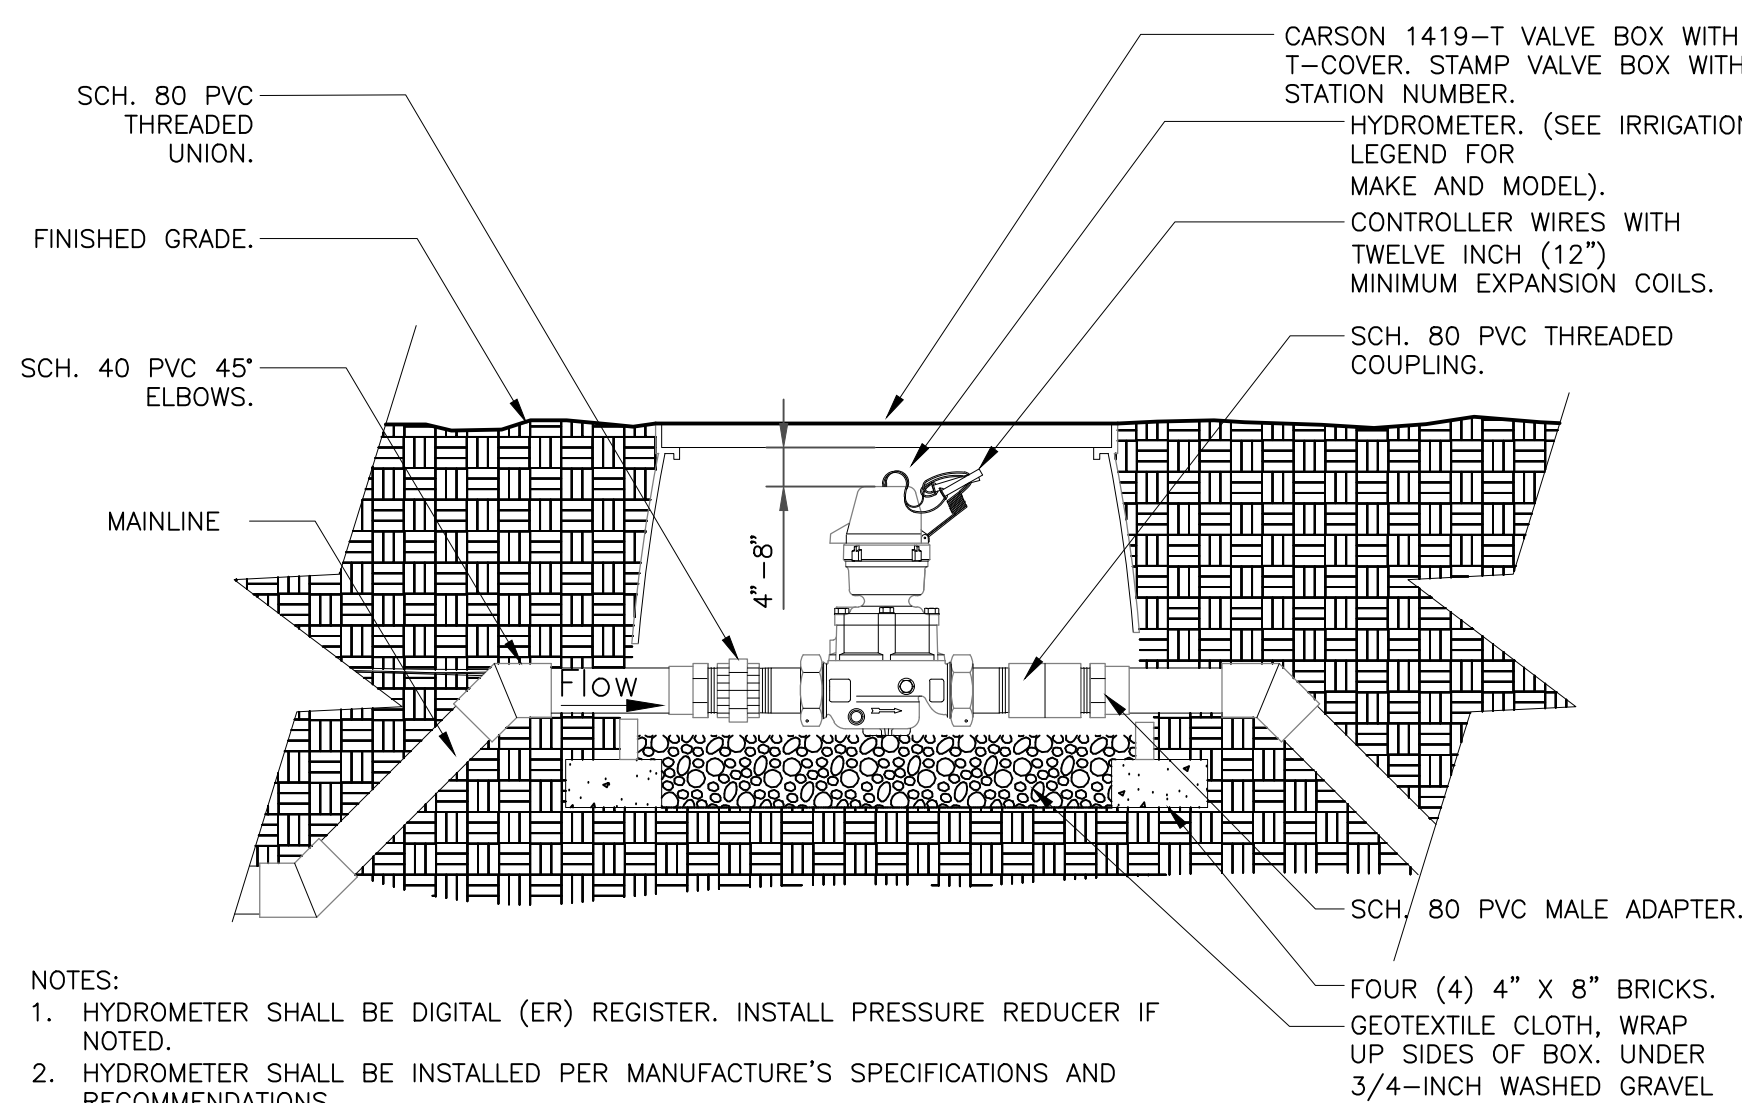 SCH. 80 PVC
THREADED
UNION.
FINISHED GRADE.
SCH. 40 PVC 45°
ELBOWS.
MAINLINE
CARSON 1419-T VALVE BOX WITH
T-COVER. STAMP VALVE BOX WITH
STATION NUMBER.
HYDROMETER. (SEE IRRIGATION
LEGEND FOR
MAKE AND MODEL).
CONTROLLER WIRES WITH
TWELVE INCH (12")
MINIMUM EXPANSION COILS.
SCH. 80 PVC THREADED
COUPLING.
4"-8"
Flow
SCH. 80 PVC MALE ADAPTER.
FOUR (4) 4" X 8" BRICKS.
GEOTEXTILE CLOTH, WRAP
UP SIDES OF BOX. UNDER
3/4-INCH WASHED GRAVEL
NOTES:
1. HYDROMETER SHALL BE DIGITAL (ER) REGISTER. INSTALL PRESSURE REDUCER IF
NOTED.
2. HYDROMETER SHALL BE INSTALLED PER MANUFACTURE'S SPECIFICATIONS AND
RECOMMENDATIONS